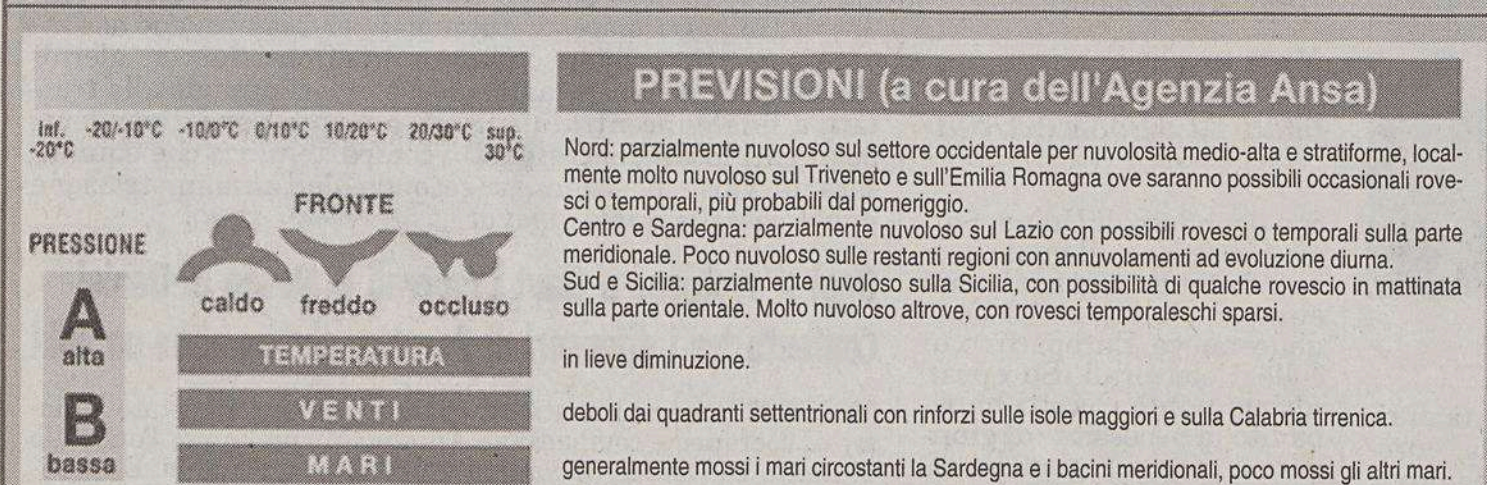 inf. -20/-10°C -10/0°C 0/10°C 10/20°C 20/30°C sup.
-20°C 30°C
FRONTE
PRESSIONE
caldo freddo occluso
A
alta
B
bassa
PREVISIONI (a cura dell'Agenzia Ansa)
Nord: parzialmente nuvoloso sul settore occidentale per nuvolosità medio-alta e stratiforme, local-
mente molto nuvoloso sul Triveneto e sull'Emilia Romagna ove saranno possibili occasionali rove-
sci o temporali, più probabili dal pomeriggio.
Centro e Sardegna: parzialmente nuvoloso sul Lazio con possibili rovesci o temporali sulla parte
meridionale. Poco nuvoloso sulle restanti regioni con annuvolamenti ad evoluzione diurna.
Sud e Sicilia: parzialmente nuvoloso sulla Sicilia, con possibilità di qualche rovescio in mattinata
sulla parte orientale. Molto nuvoloso altrove, con rovesci temporaleschi sparsi.
TEMPERATURA in lieve diminuzione.
VENTI deboli dai quadranti settentrionali con rinforzi sulle isole maggiori e sulla Calabria tirrenica.
MARI generalmente mossi i mari circostanti la Sardegna e i bacini meridionali, poco mossi gli altri mari.